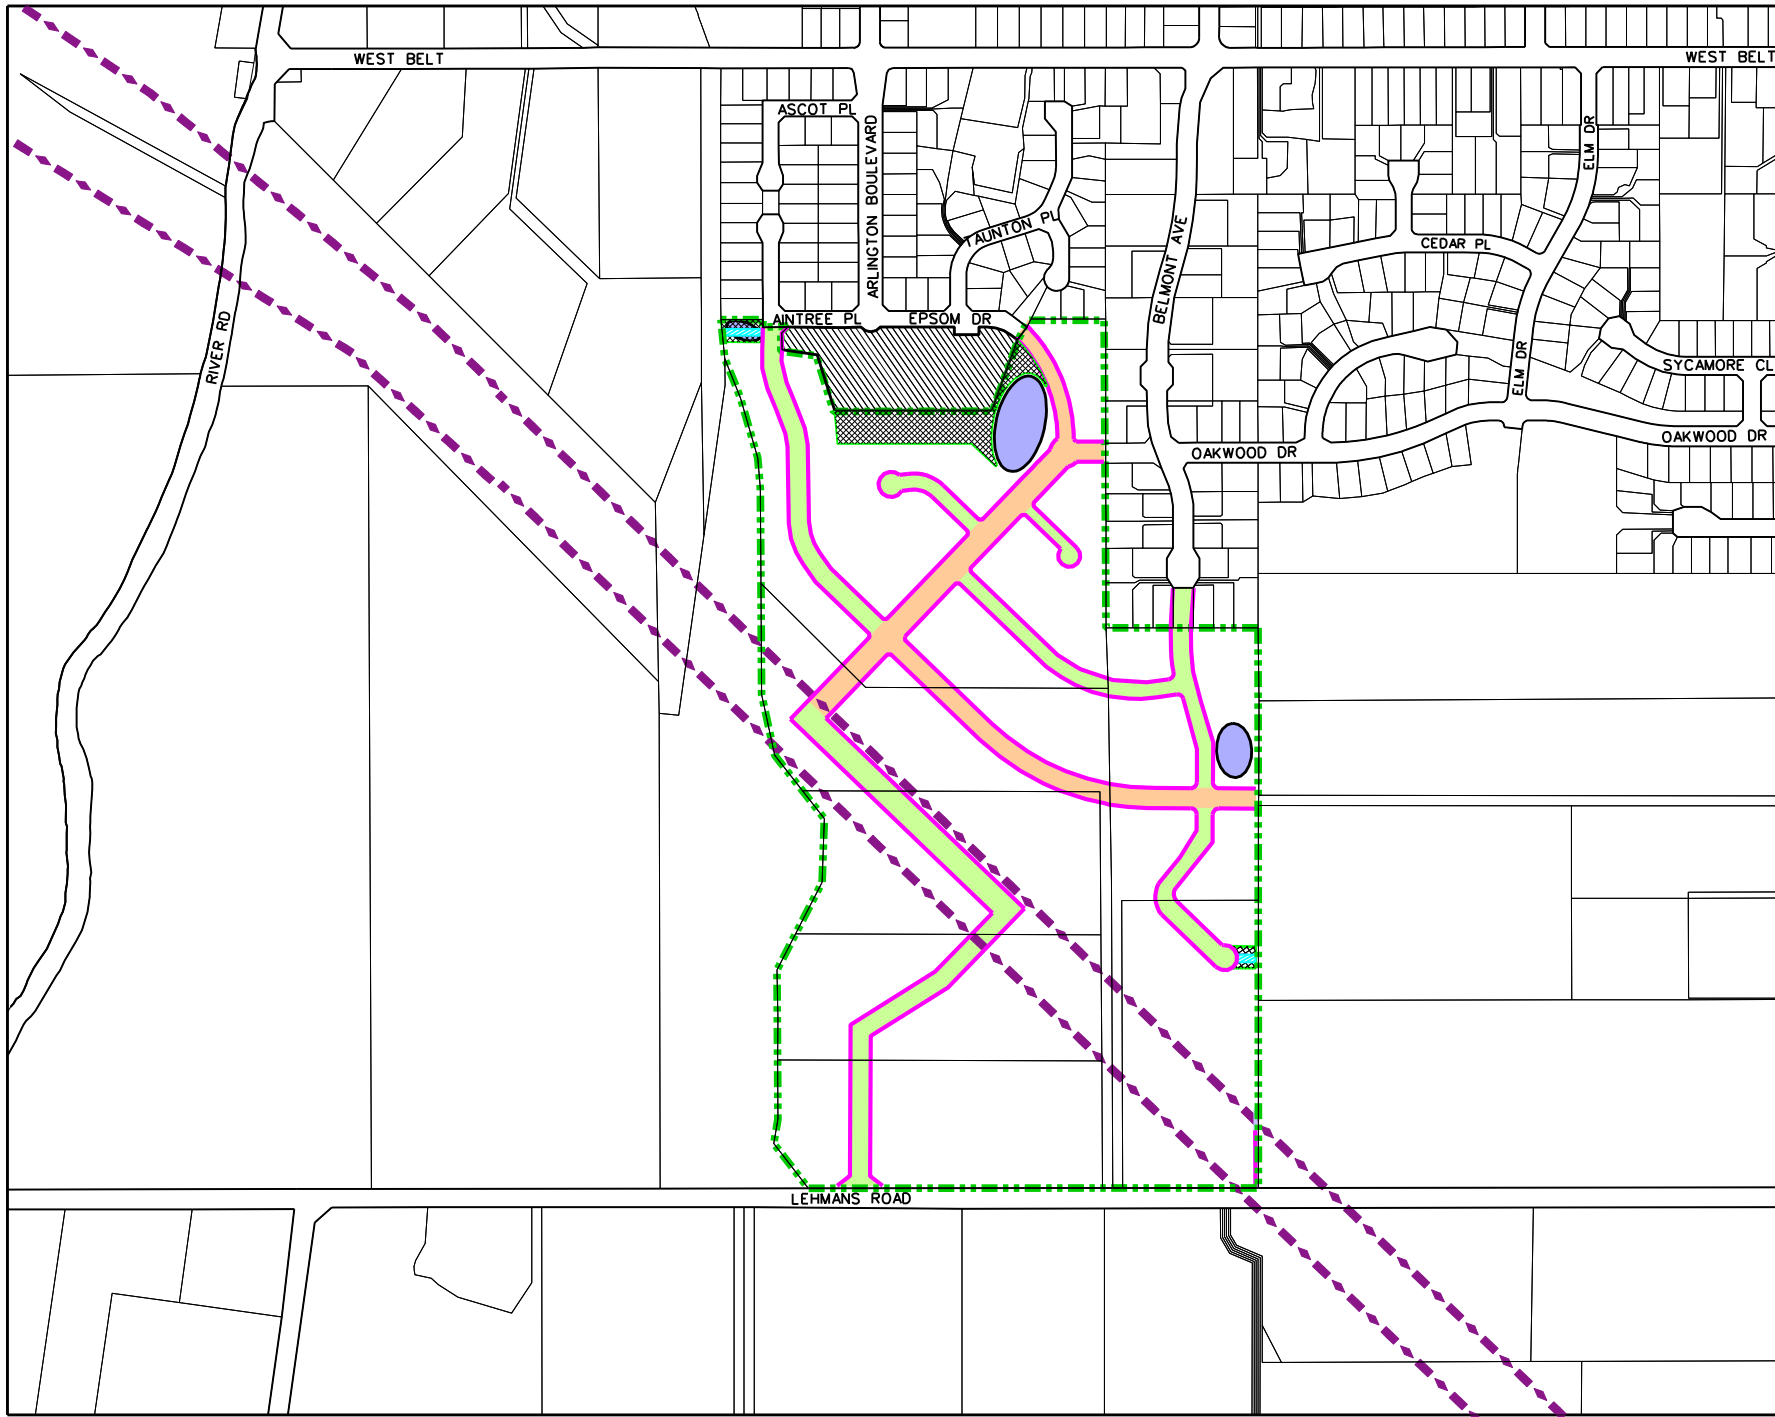 WEST BELT
WEST BELT
ASCOT PL
ARLINGTON BOULEVARD
ELM DR
TAUNTON PL
BELMONT AVE
CEDAR PL
AINTREE PL
EPSOM DR
RIVER RD
ELM DR
SYCAMORE CL
OAKWOOD DR
OAKWOOD DR
LEHMANS ROAD